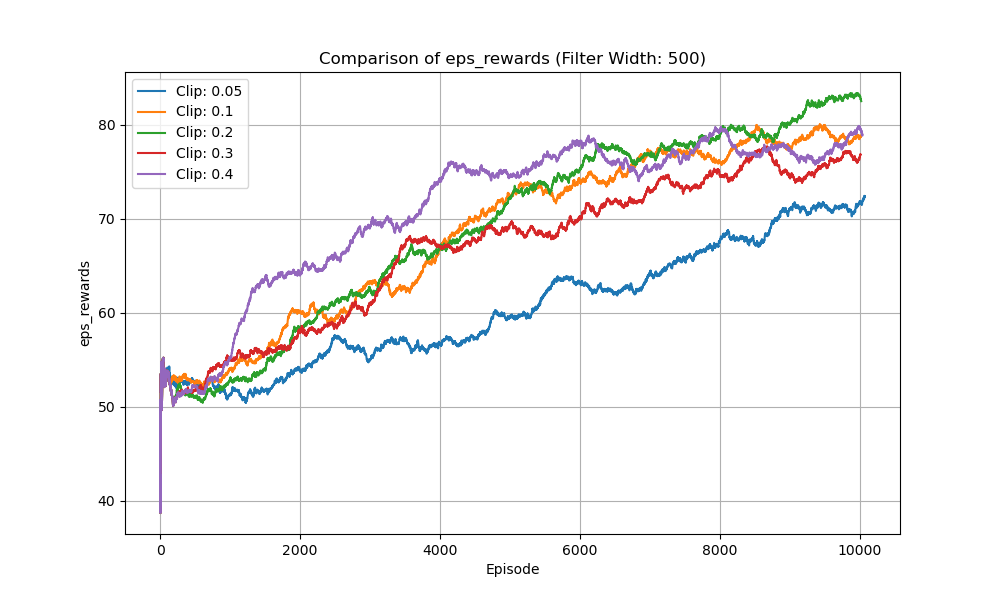 Comparison of eps_rewards (Filter Width: 500)
Clip: 0.05
Clip: 0.1
Clip: 0.2
Clip: 0.3
Clip: 0.4
eps_rewards
80
70
60
50
40
0 2000 4000 6000 8000 10000
Episode